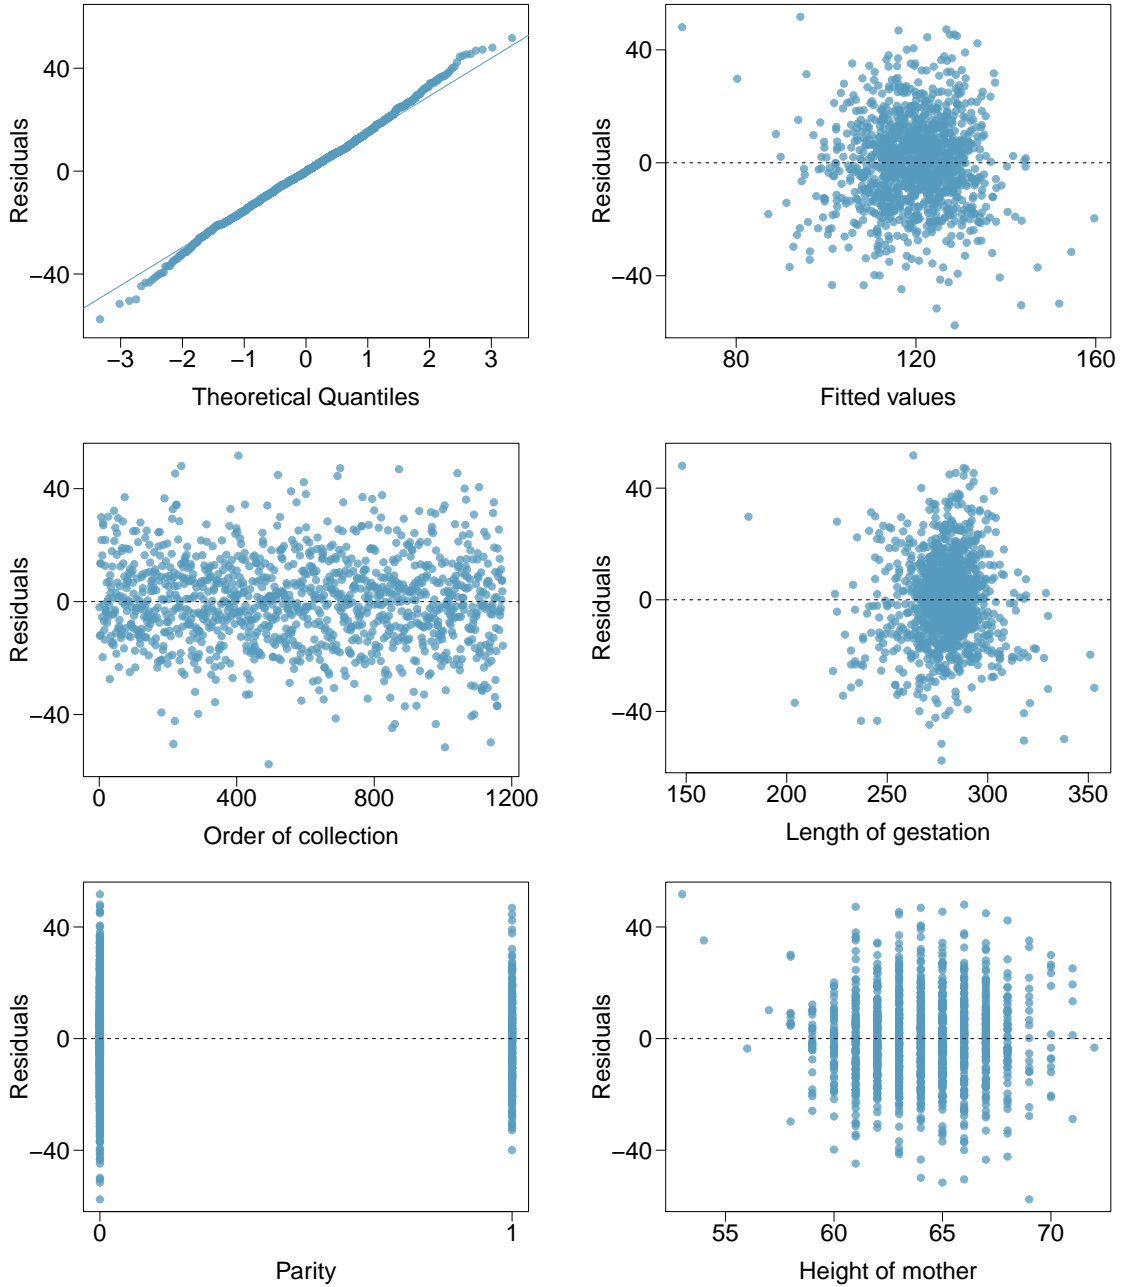 Residuals
40
0
−40
−3 −2 −1 0 1 2 3
Theoretical Quantiles
Residuals
40
0
−40
80 120 160
Fitted values
Residuals
40
0
−40
0 400 800 1200
Order of collection
Residuals
40
0
−40
150 200 250 300 350
Length of gestation
Residuals
40
0
−40
0 1
Parity
Residuals
40
0
−40
55 60 65 70
Height of mother